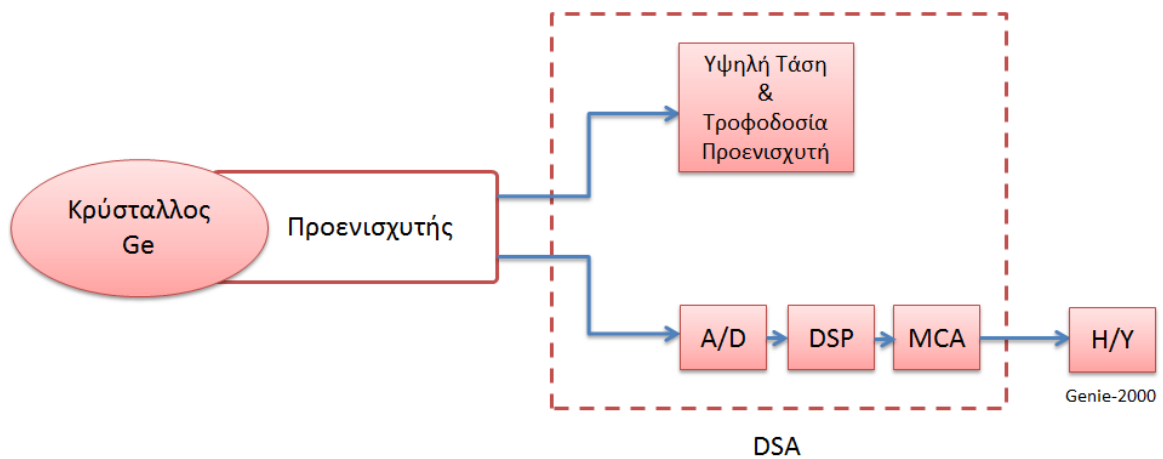 Υψηλή Τάση
&
Τροφοδοσία
Προενισχυτή
Κρύσταλλος
Ge
Προενισχυτής
A/D
DSP
MCA
Η/Υ
Genie-2000
DSA